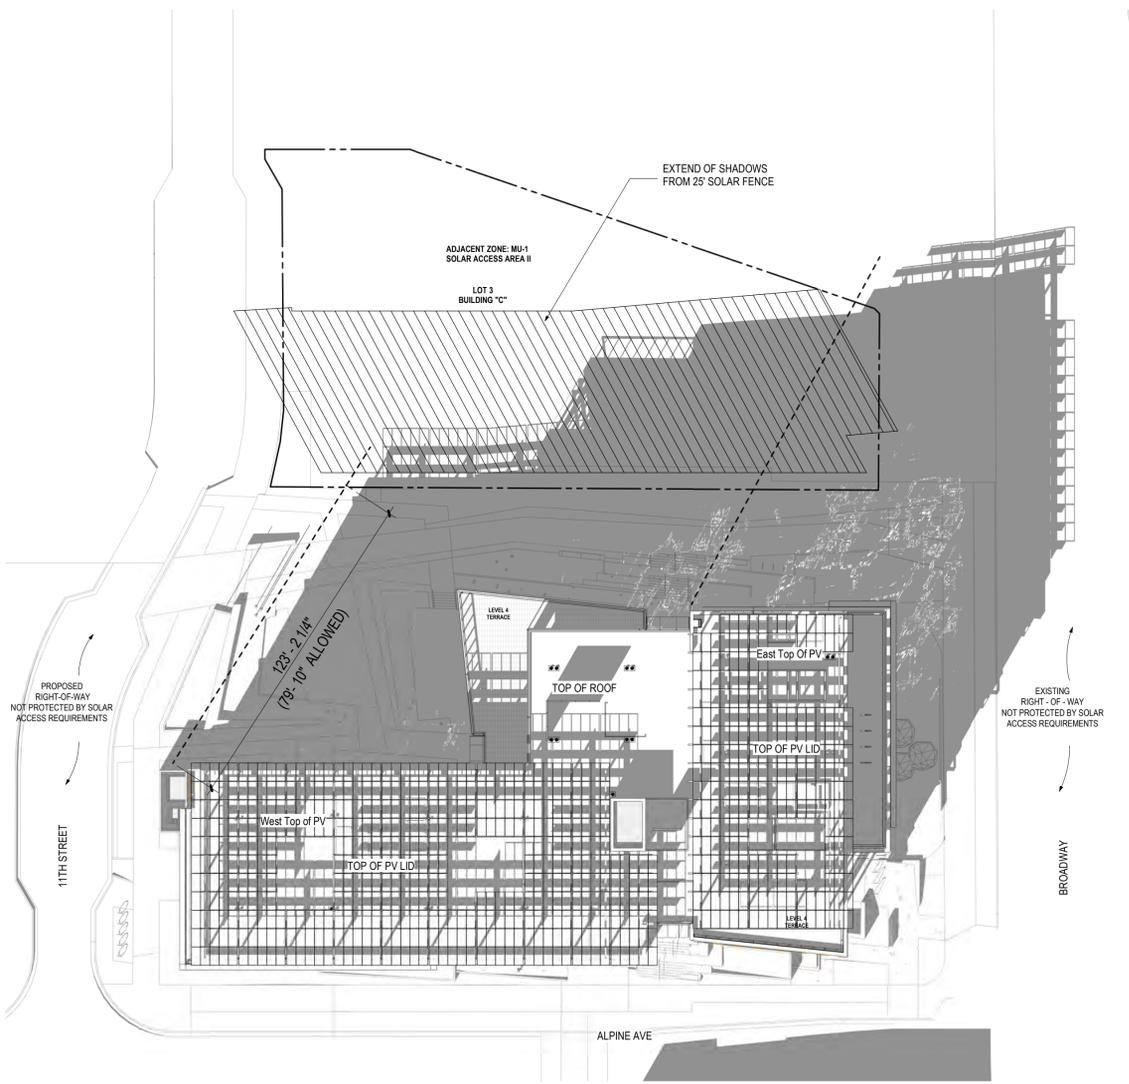 EXTEND OF SHADOWS
FROM 25' SOLAR FENCE
ADJACENT ZONE: MU-1
SOLAR ACCESS AREA II
LOT 3
BUILDING "C"
LEVEL 4
TERRACE
123' - 2 1/4"
(79'- 10" ALLOWED)
East Top Of PV
TOP OF ROOF
PROPOSED
RIGHT-OF-WAY
NOT PROTECTED BY SOLAR
ACCESS REQUIREMENTS
EXISTING
RIGHT - OF - WAY
NOT PROTECTED BY SOLAR
ACCESS REQUIREMENTS
TOP OF PV LID
West Top of PV
TOP OF PV LID
11TH STREET
BROADWAY
LEVEL 4
TERRACE
ALPINE AVE